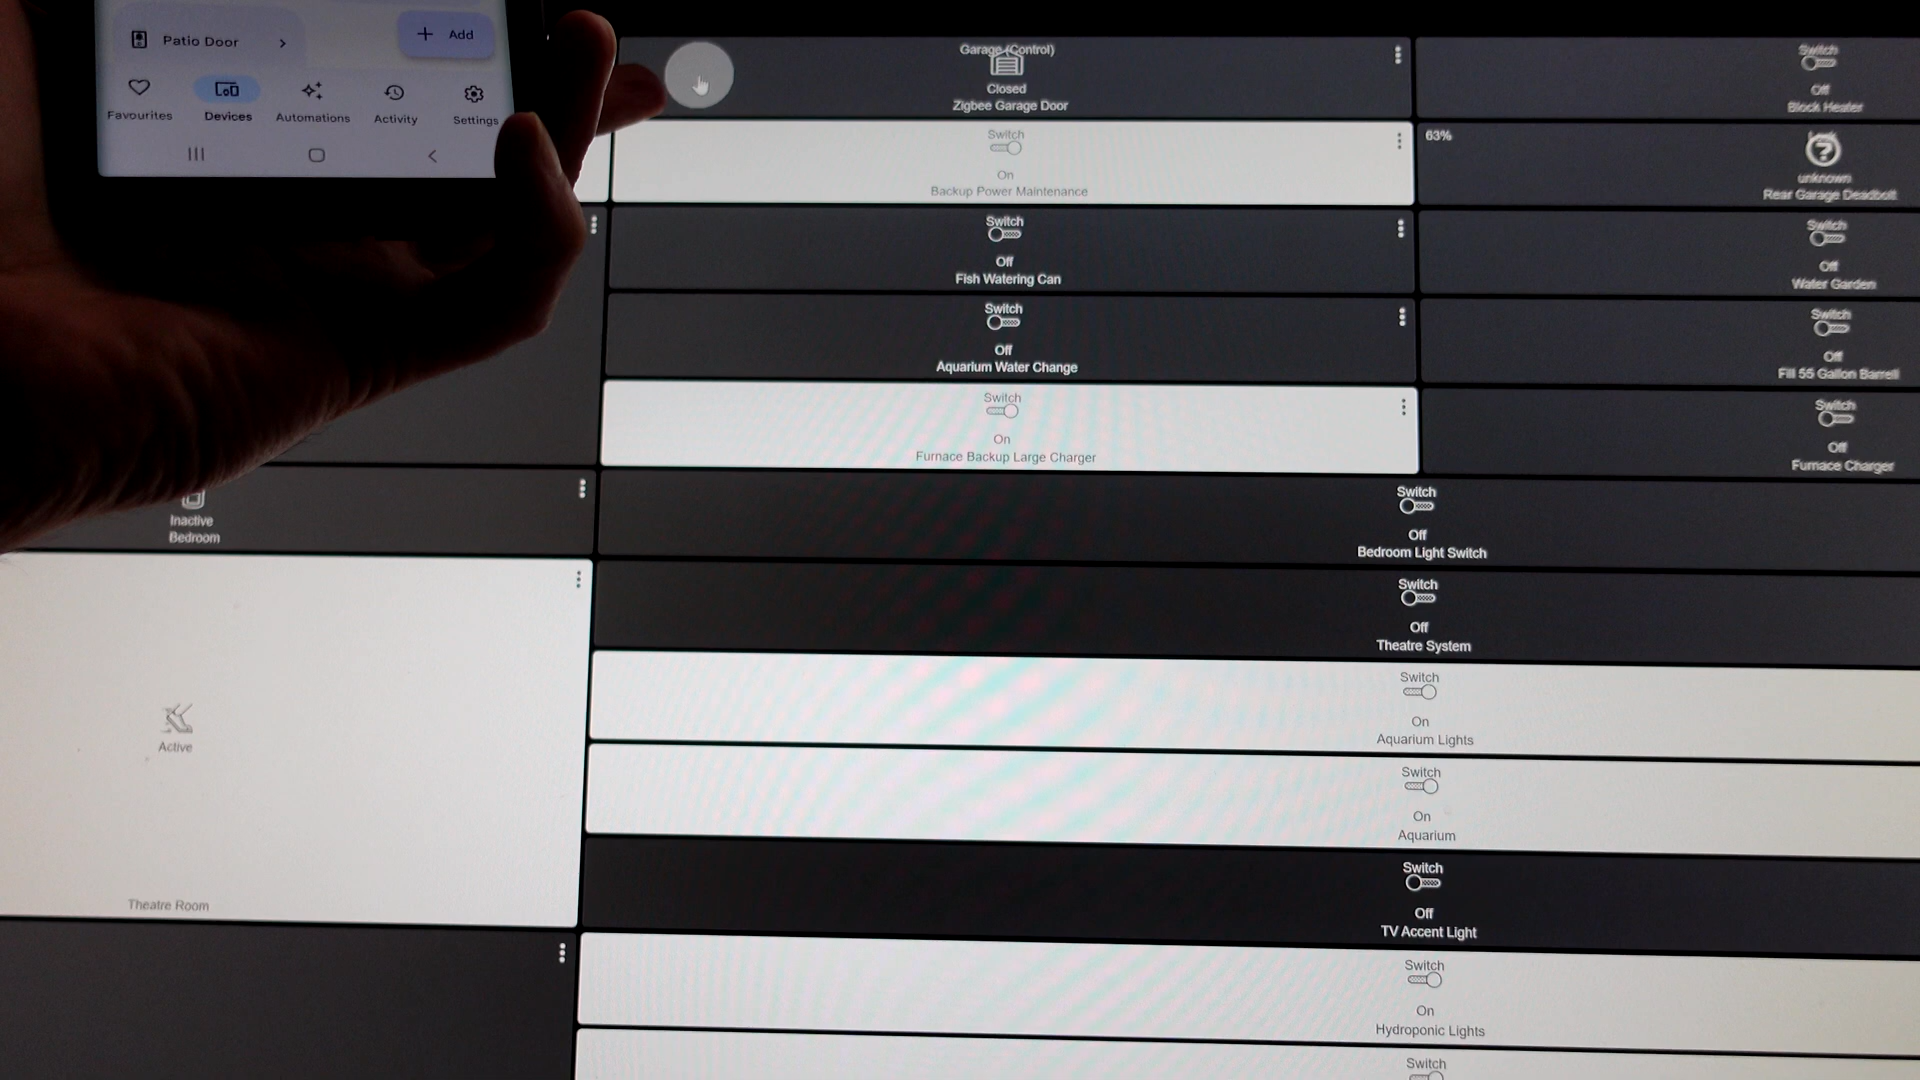 Patio Door
Add
Favourites
Devices
Automations
Activity
Settings
Garage (Control)
Closed
Zigbee Garage Door
Switch
Off
Block Heater
Switch
On
Backup Power Maintenance
63%
unknown
Rear Garage Deadbolt
Switch
Off
Fish Watering Can
Switch
Off
Water Garden
Switch
Off
Aquarium Water Change
Switch
Off
Fill 55 Gallon Barrell
Switch
On
Furnace Backup Large Charger
Switch
Off
Furnace Charger
Inactive
Bedroom
Switch
Off
Bedroom Light Switch
Switch
Off
Theatre System
Active
Theatre Room
Switch
On
Aquarium Lights
Switch
On
Aquarium
Switch
Off
TV Accent Light
Switch
On
Hydroponic Lights
Switch